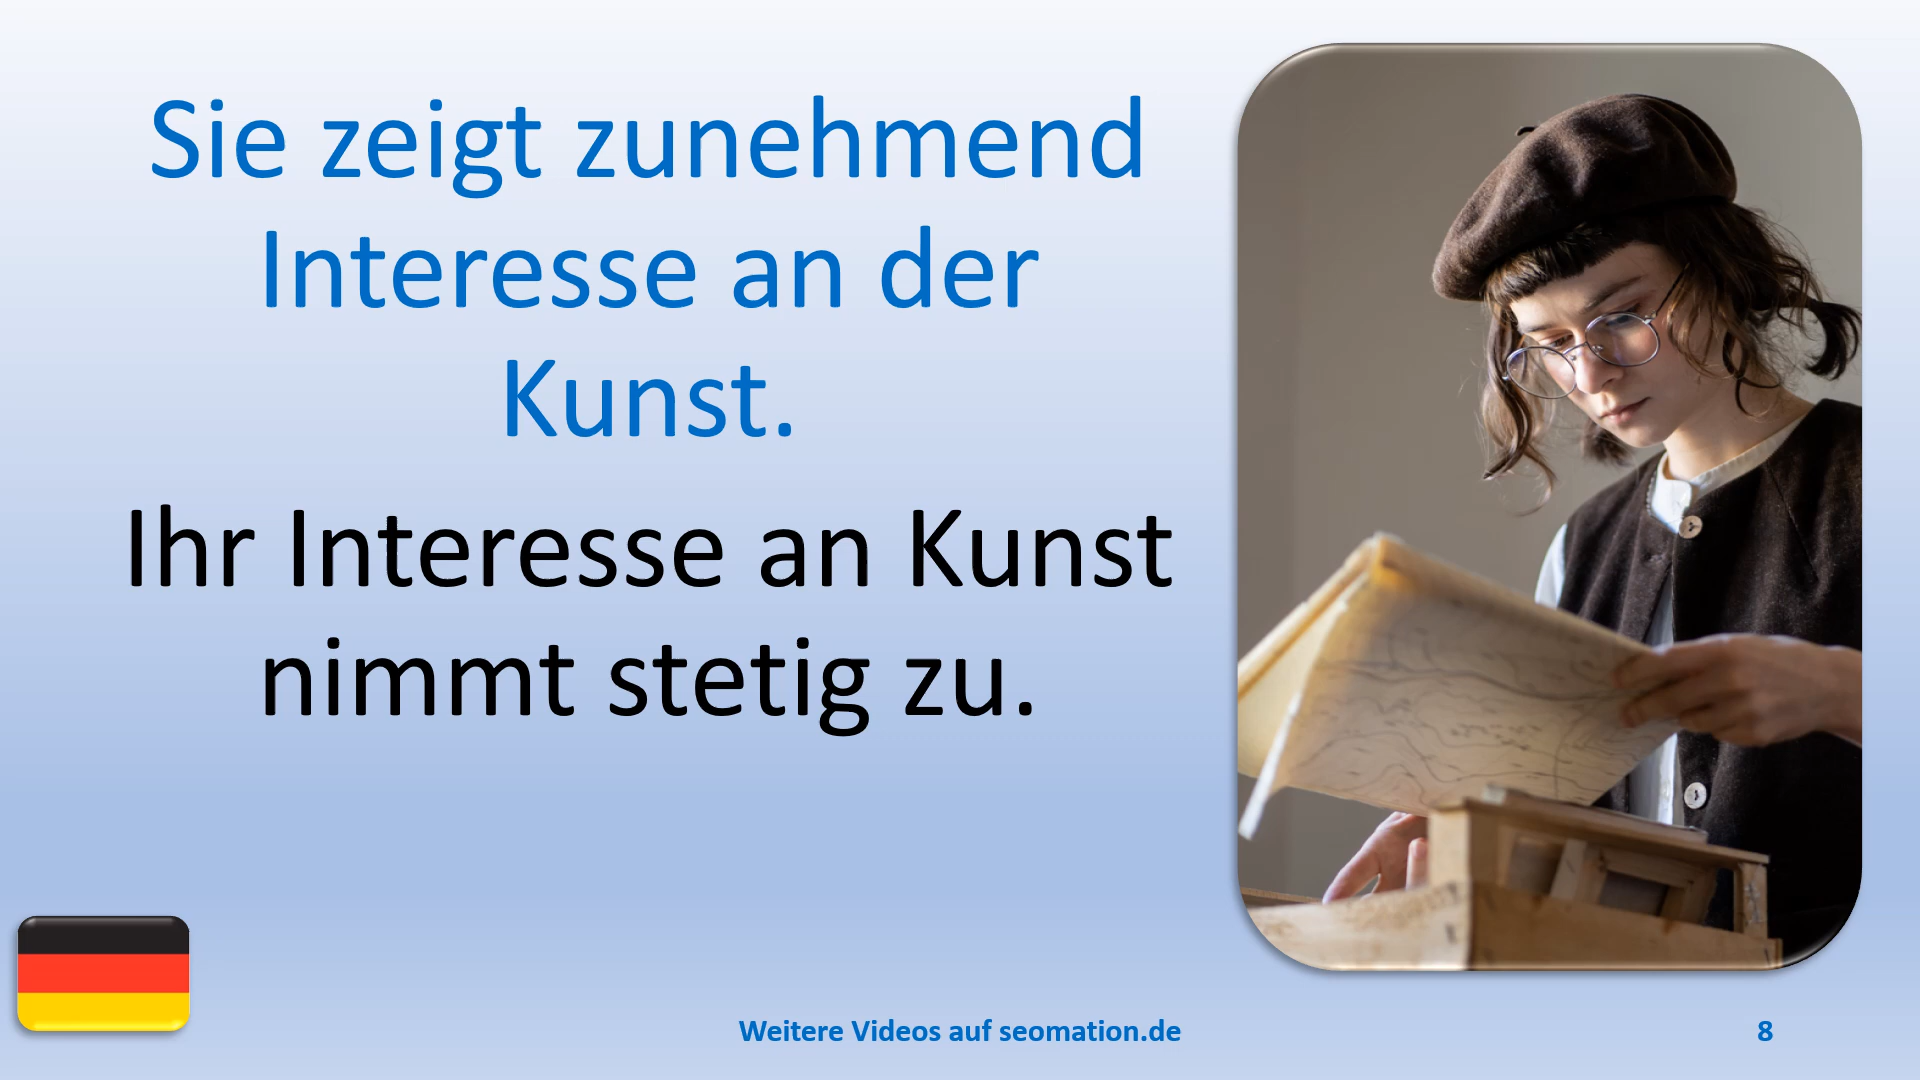 Sie zeigt zunehmend
Interesse an der
Kunst.
Ihr Interesse an Kunst
nimmt stetig zu.
Weitere Videos auf seomation.de
8